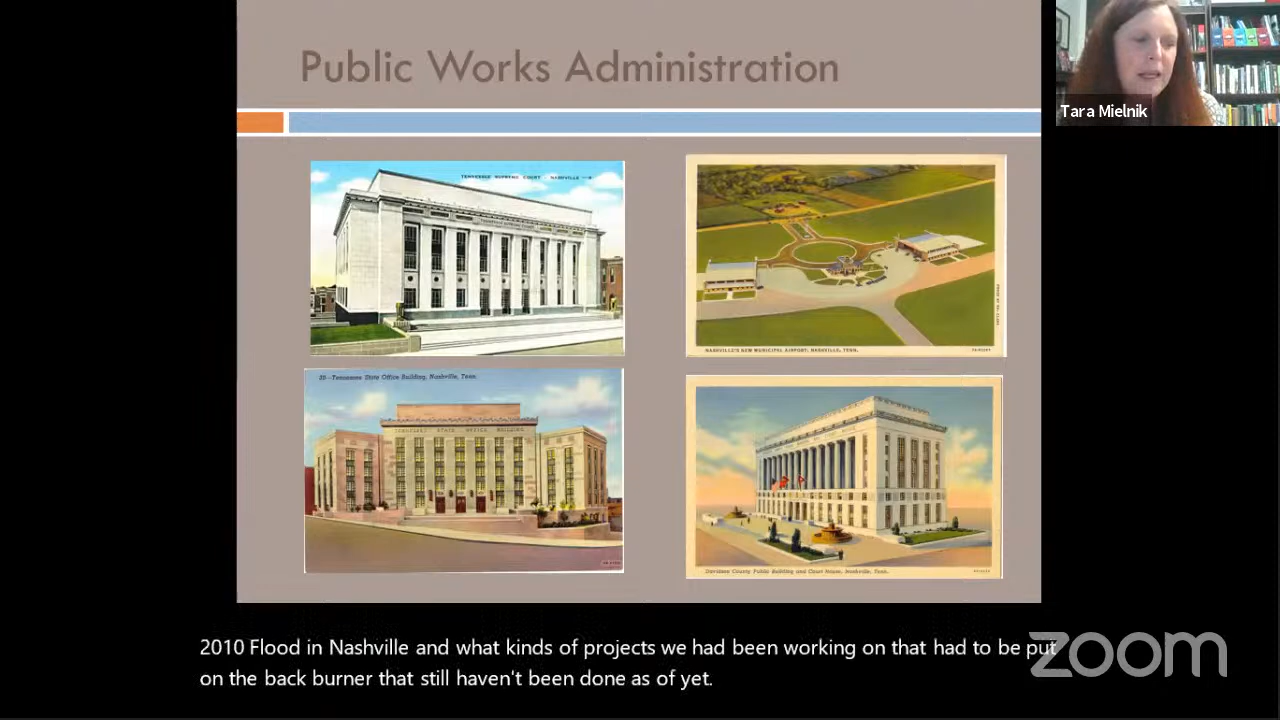 Public Works Administration
Tara Mielnik
TENNESSEE SUPREME COURT - NASHVILLE
NASHVILLE'S NEW MUNICIPAL AIRPORT, NASHVILLE, TENN.
Tennessee State Office Building, Nashville, Tenn.
TENNESSEE STATE OFFICE BUILDING
Davidson County Public Building and Court House, Nashville, Tenn.
2010 Flood in Nashville and what kinds of projects we had been working on that had to be put
on the back burner that still haven't been done as of yet.
zoom